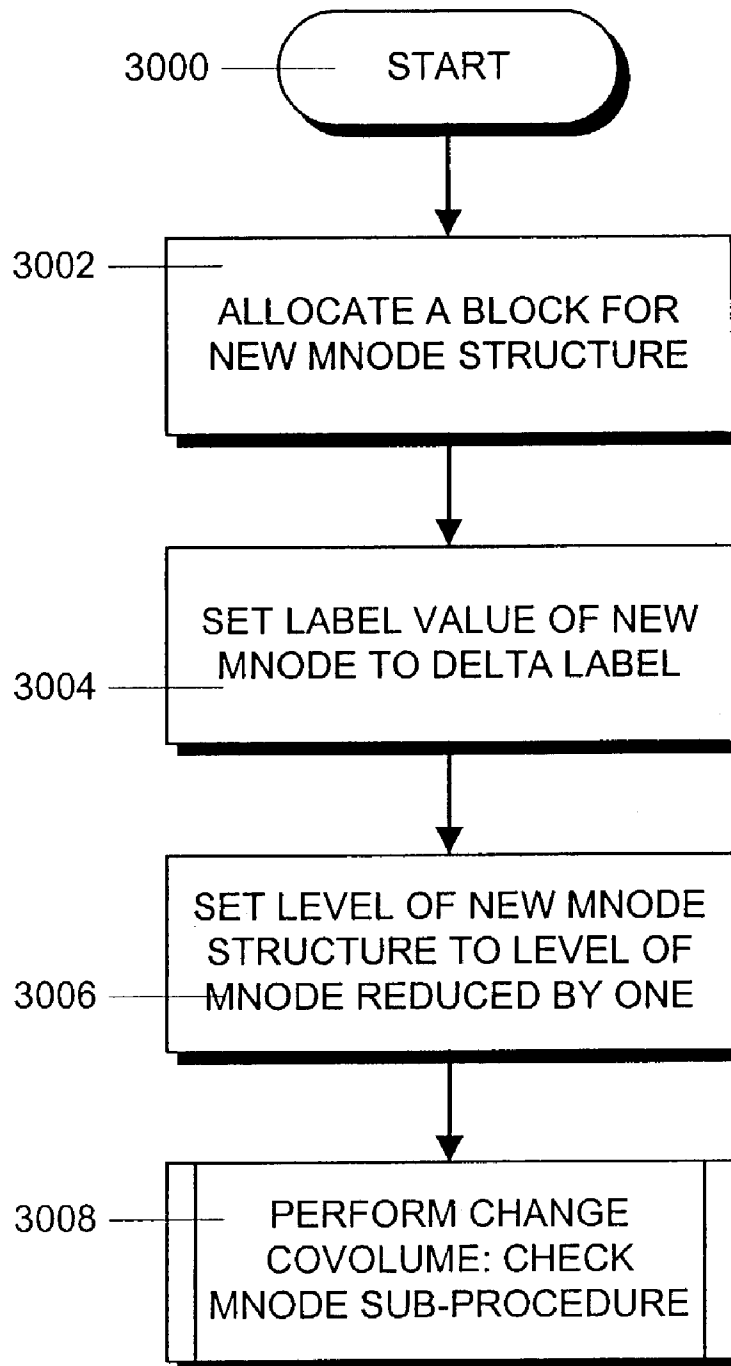 3000
START
3002
ALLOCATE A BLOCK FOR
NEW MNODE STRUCTURE
SET LABEL VALUE OF NEW
MNODE TO DELTA LABEL
3004
SET LEVEL OF NEW MNODE
STRUCTURE TO LEVEL OF
MNODE REDUCED BY ONE
3006
3008
PERFORM CHANGE
COVOLUME: CHECK
MNODE SUB-PROCEDURE